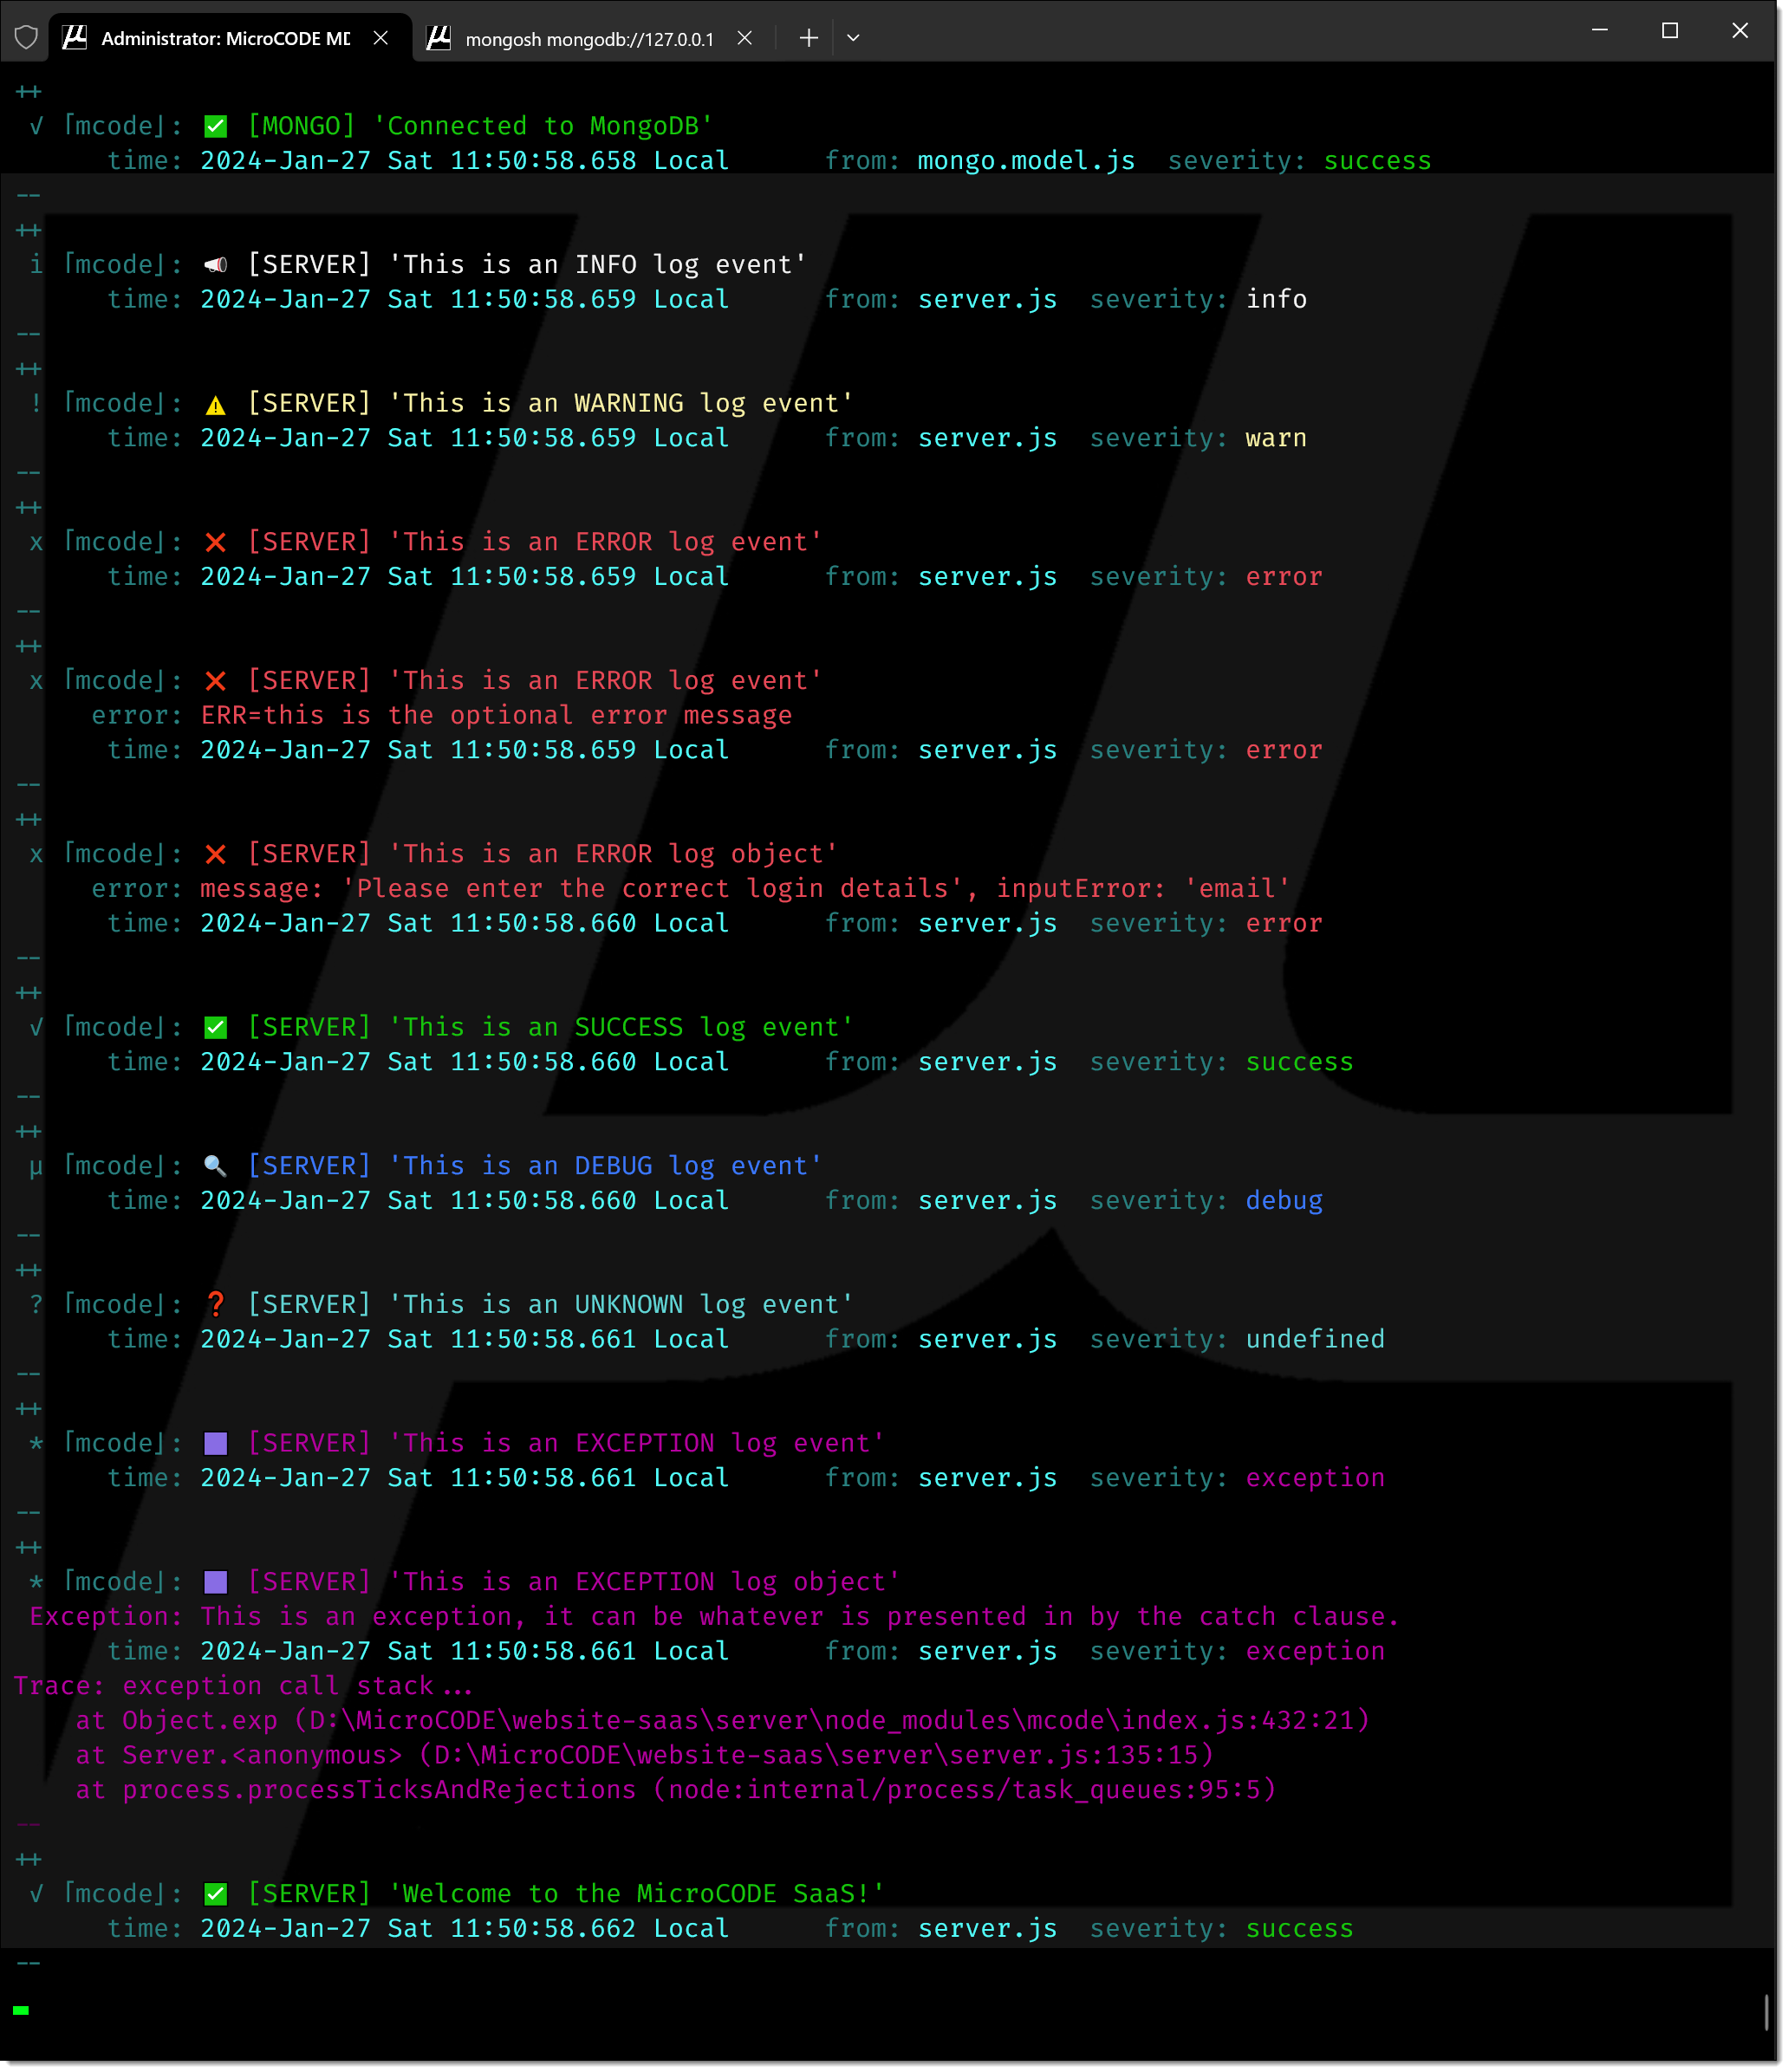 Administrator: MicroCODE MD
mongosh mongodb://127.0.0.1
++
√ ⌈mcode⌋: ✅ [MONGO] 'Connected to MongoDB'
time: 2024-Jan-27 Sat 11:50:58.658 Local from: mongo.model.js severity: success
--
++
i ⌈mcode⌋: 📢 [SERVER] 'This is an INFO log event'
time: 2024-Jan-27 Sat 11:50:58.659 Local from: server.js severity: info
--
++
! ⌈mcode⌋: ⚠️ [SERVER] 'This is an WARNING log event'
time: 2024-Jan-27 Sat 11:50:58.659 Local from: server.js severity: warn
--
++
x ⌈mcode⌋: ❌ [SERVER] 'This is an ERROR log event'
time: 2024-Jan-27 Sat 11:50:58.659 Local from: server.js severity: error
--
++
x ⌈mcode⌋: ❌ [SERVER] 'This is an ERROR log event'
error: ERR=this is the optional error message
time: 2024-Jan-27 Sat 11:50:58.659 Local from: server.js severity: error
--
++
x ⌈mcode⌋: ❌ [SERVER] 'This is an ERROR log object'
error: message: 'Please enter the correct login details', inputError: 'email'
time: 2024-Jan-27 Sat 11:50:58.660 Local from: server.js severity: error
--
++
√ ⌈mcode⌋: ✅ [SERVER] 'This is an SUCCESS log event'
time: 2024-Jan-27 Sat 11:50:58.660 Local from: server.js severity: success
--
++
µ ⌈mcode⌋: 🔍 [SERVER] 'This is an DEBUG log event'
time: 2024-Jan-27 Sat 11:50:58.660 Local from: server.js severity: debug
--
++
? ⌈mcode⌋: ❓ [SERVER] 'This is an UNKNOWN log event'
time: 2024-Jan-27 Sat 11:50:58.661 Local from: server.js severity: undefined
--
++
* ⌈mcode⌋: 🟪 [SERVER] 'This is an EXCEPTION log event'
time: 2024-Jan-27 Sat 11:50:58.661 Local from: server.js severity: exception
--
++
* ⌈mcode⌋: 🟪 [SERVER] 'This is an EXCEPTION log object'
Exception: This is an exception, it can be whatever is presented in by the catch clause.
time: 2024-Jan-27 Sat 11:50:58.661 Local from: server.js severity: exception
Trace: exception call stack...
at Object.exp (D:\MicroCODE\website-saas\server\node_modules\mcode\index.js:432:21)
at Server.<anonymous> (D:\MicroCODE\website-saas\server\server.js:135:15)
at process.processTicksAndRejections (node:internal/process/task_queues:95:5)
--
++
√ ⌈mcode⌋: ✅ [SERVER] 'Welcome to the MicroCODE SaaS!'
time: 2024-Jan-27 Sat 11:50:58.662 Local from: server.js severity: success
--